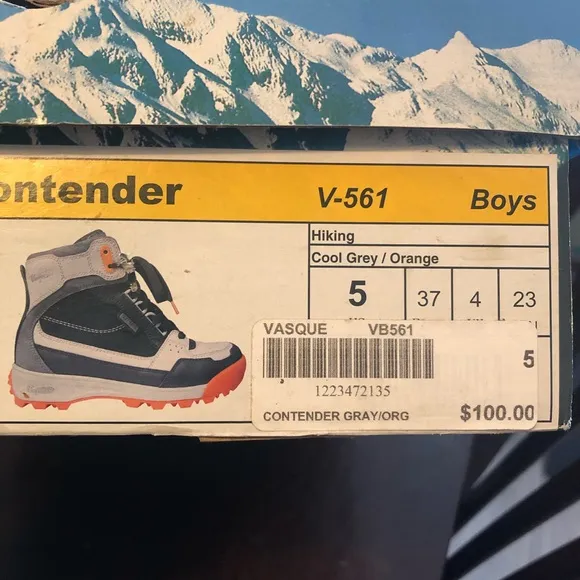 ontender V-561 Boys
Hiking
Cool Grey / Orange
5 37 4 23
VASQUE VB561
5
1223472135
CONTENDER GRAY/ORG $100.00